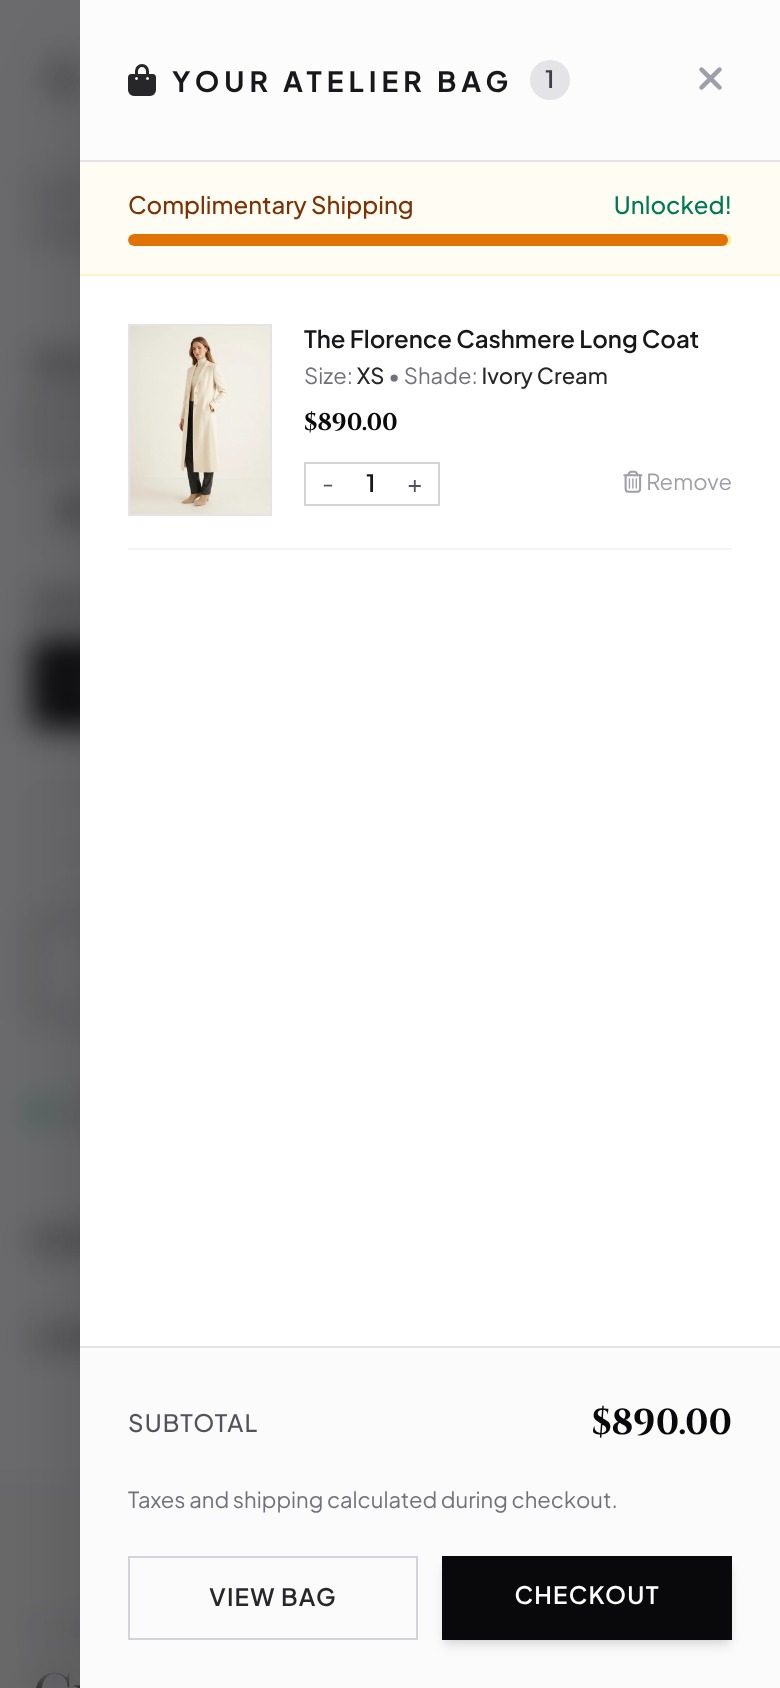 YOUR ATELIER BAG 1
Complimentary Shipping Unlocked!
The Florence Cashmere Long Coat
Size: XS • Shade: Ivory Cream
$890.00
- 1 + Remove
SUBTOTAL $890.00
Taxes and shipping calculated during checkout.
VIEW BAG CHECKOUT